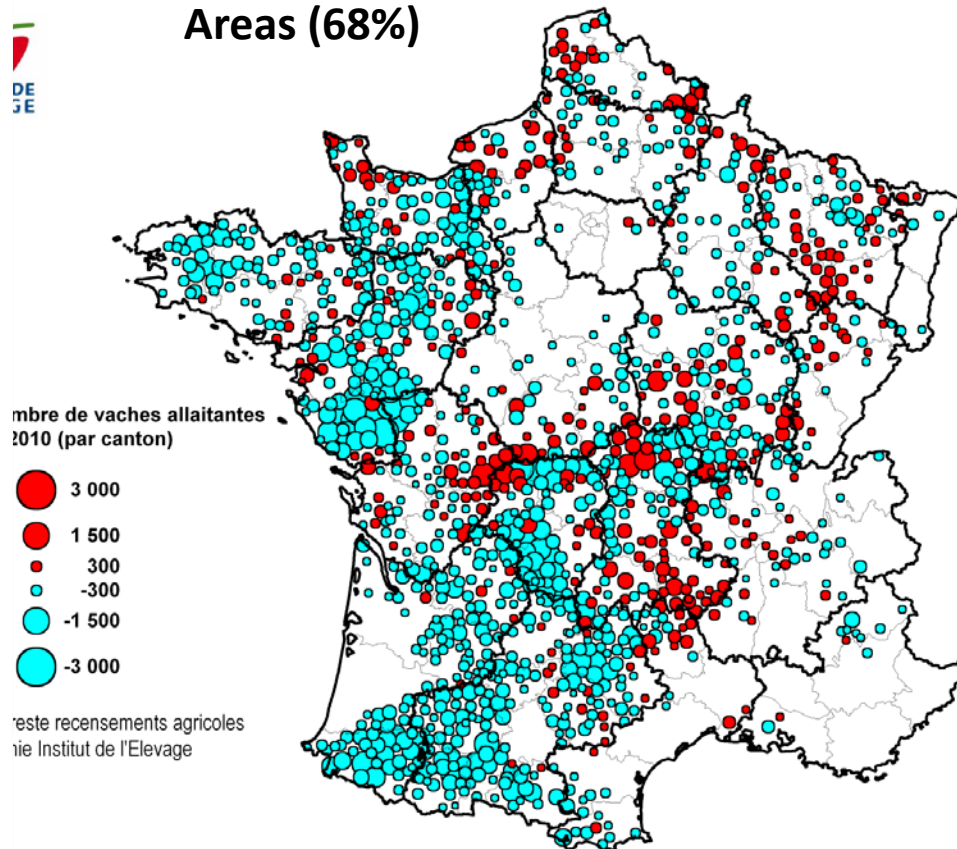 Areas (68%)
DE
GE
mbre de vaches allaitantes
2010 (par canton)
3 000
1 500
300
-300
-1 500
-3 000
reste recensements agricoles
nie Institut de l'Elevage